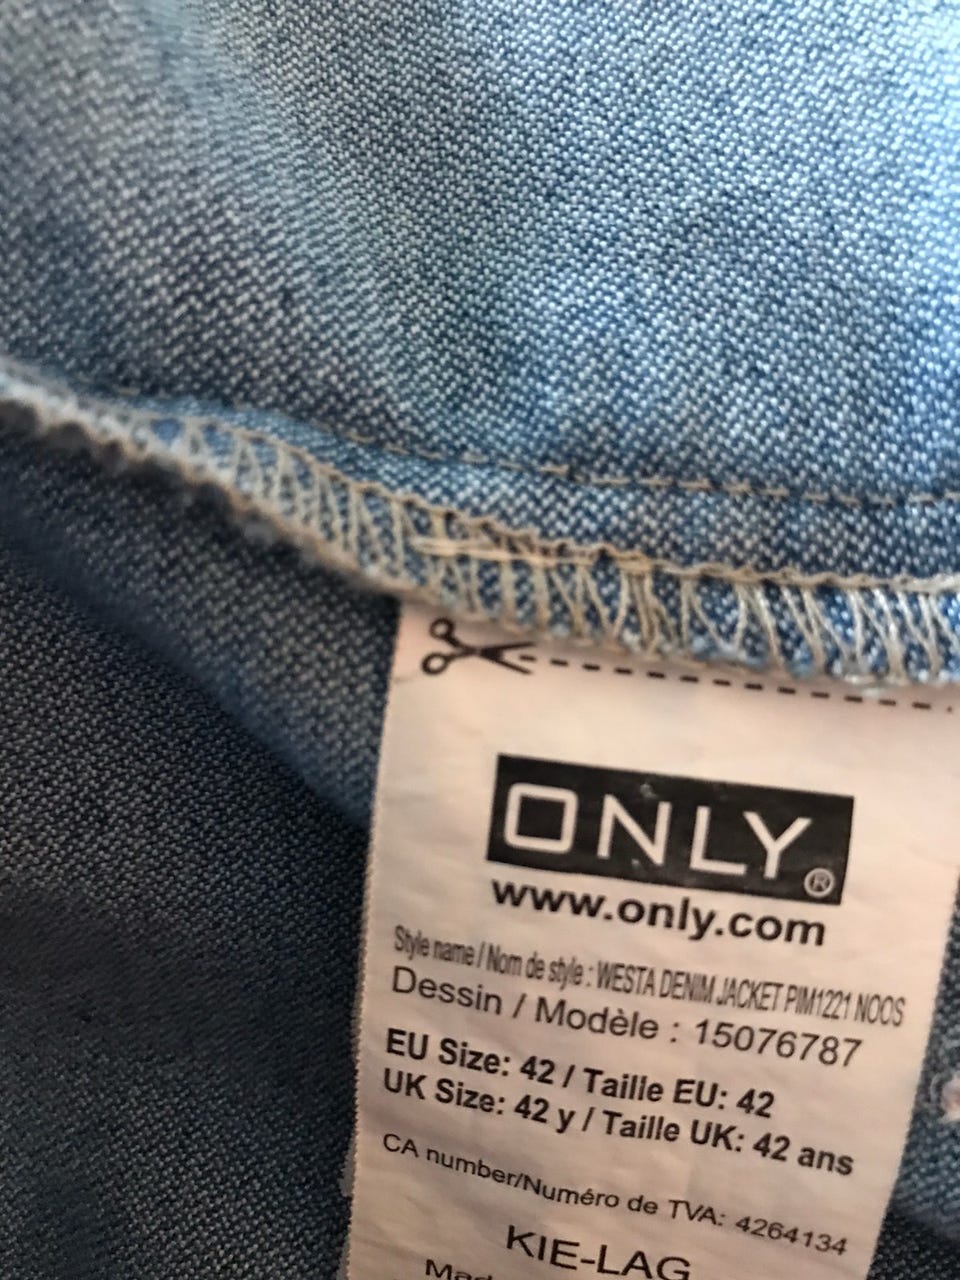 ONLY®
www.only.com
Style name / Nom de style : WESTA DENIM JACKET PIM1221 NOOS
Dessin / Modèle : 15076787
EU Size: 42 / Taille EU: 42
UK Size: 42 y / Taille UK: 42 ans
CA number/Numéro de TVA: 4264134
KIE-LAG